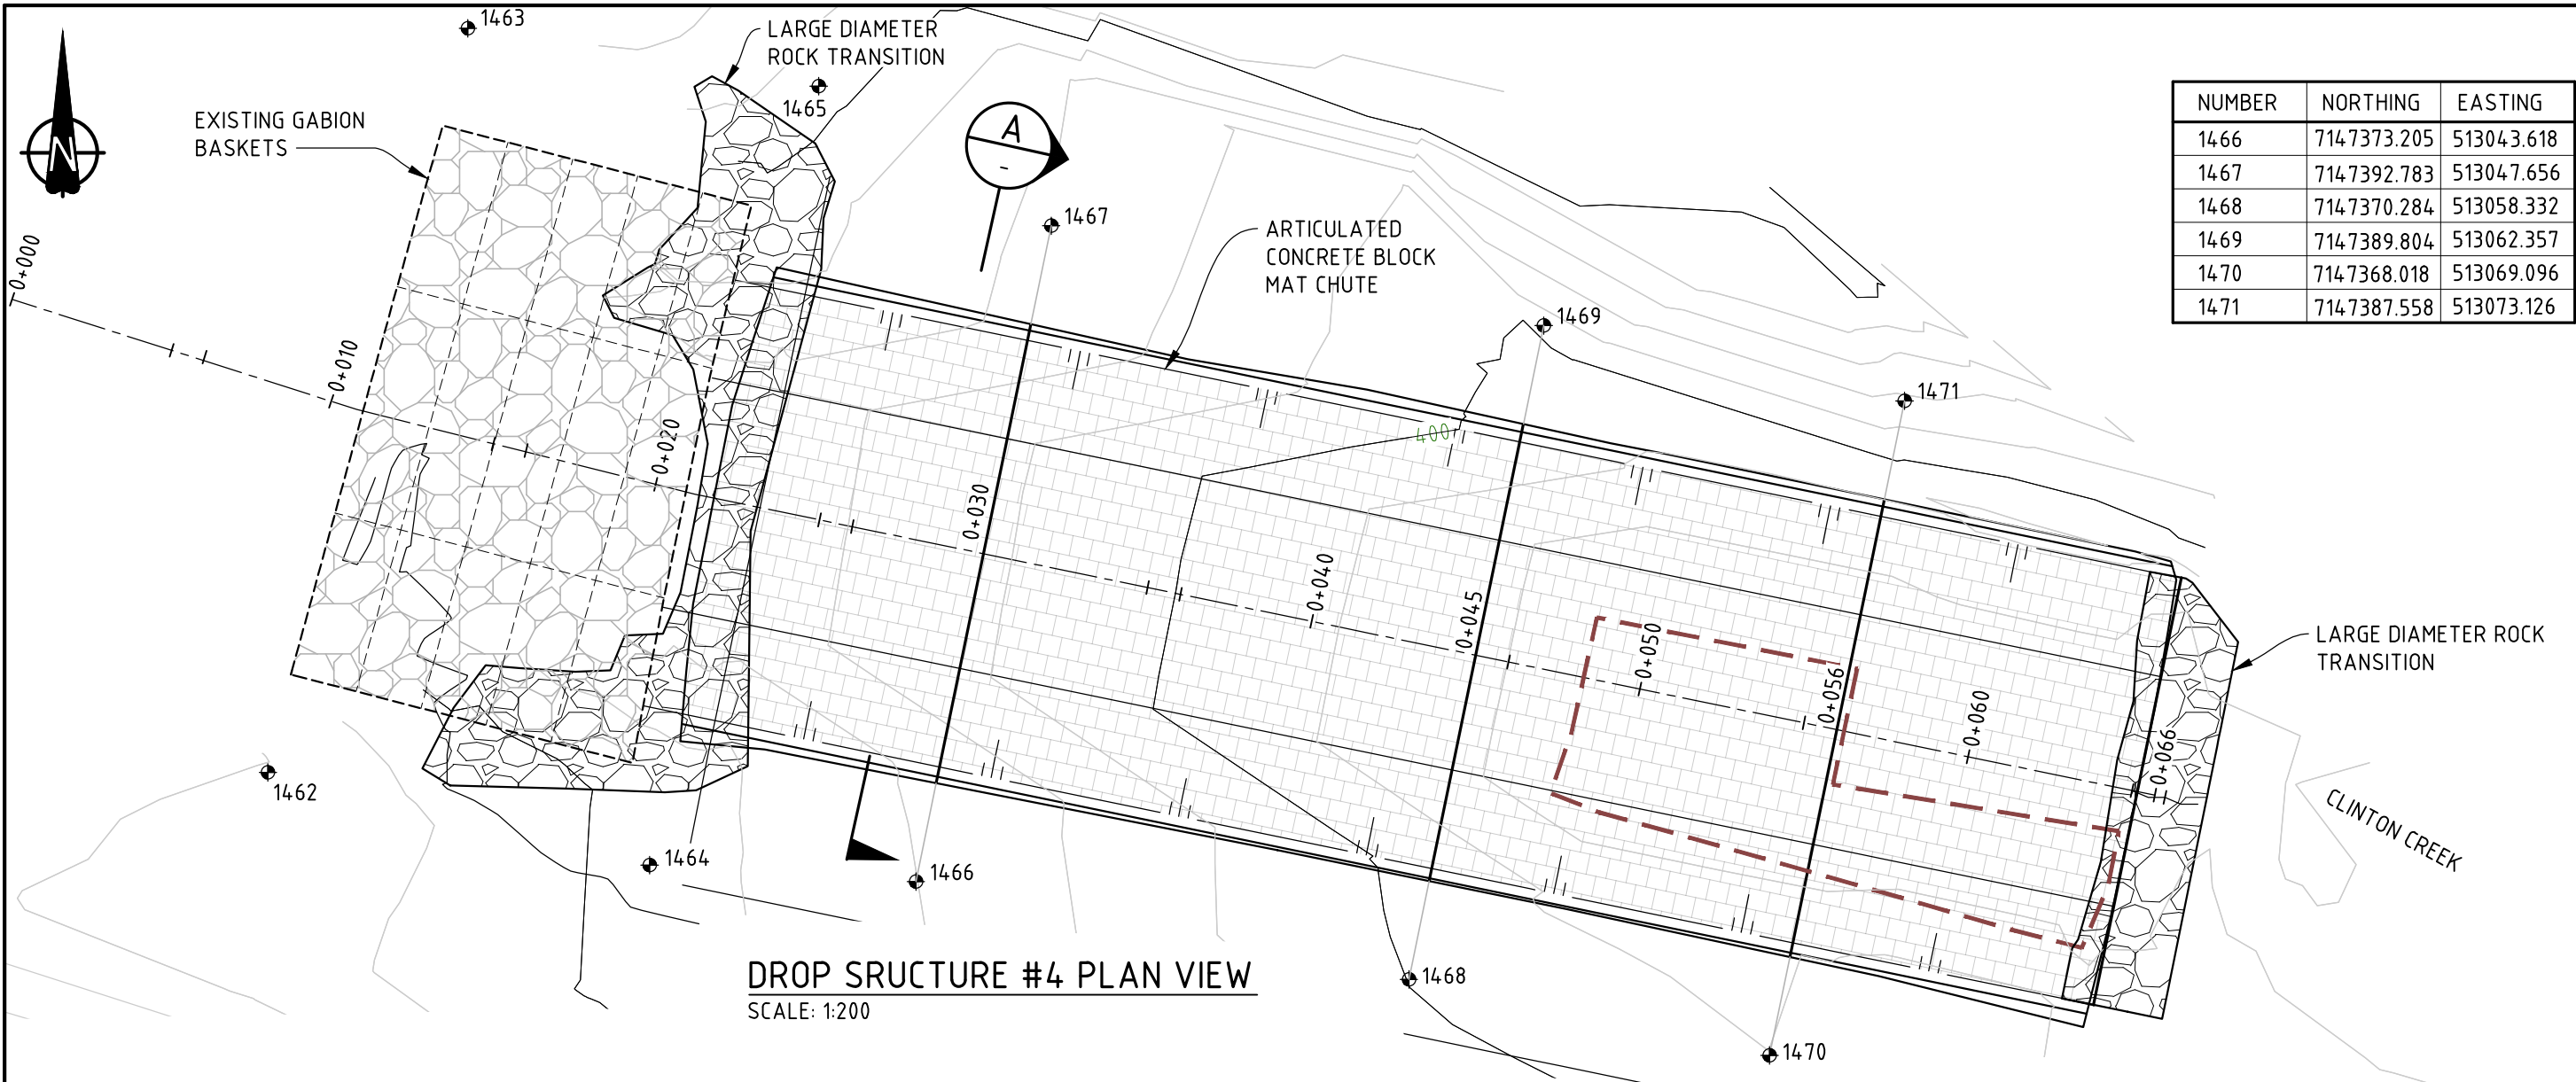 1463
LARGE DIAMETER
ROCK TRANSITION
1465
EXISTING GABION
BASKETS
N
A
-
1467
ARTICULATED
CONCRETE BLOCK
MAT CHUTE
NUMBER NORTHING EASTING
1466 7147373.205 513043.618
1467 7147392.783 513047.656
1468 7147370.284 513058.332
1469 7147389.804 513062.357
1470 7147368.018 513069.096
1471 7147387.558 513073.126
0+000
0+010
0+020
0+030
0+040
0+045
0+050
0+056
0+060
0+066
1469
1471
400
LARGE DIAMETER ROCK
TRANSITION
CLINTON CREEK
1462
1464
1466
1468
1470
DROP SRUCTURE #4 PLAN VIEW
SCALE: 1:200